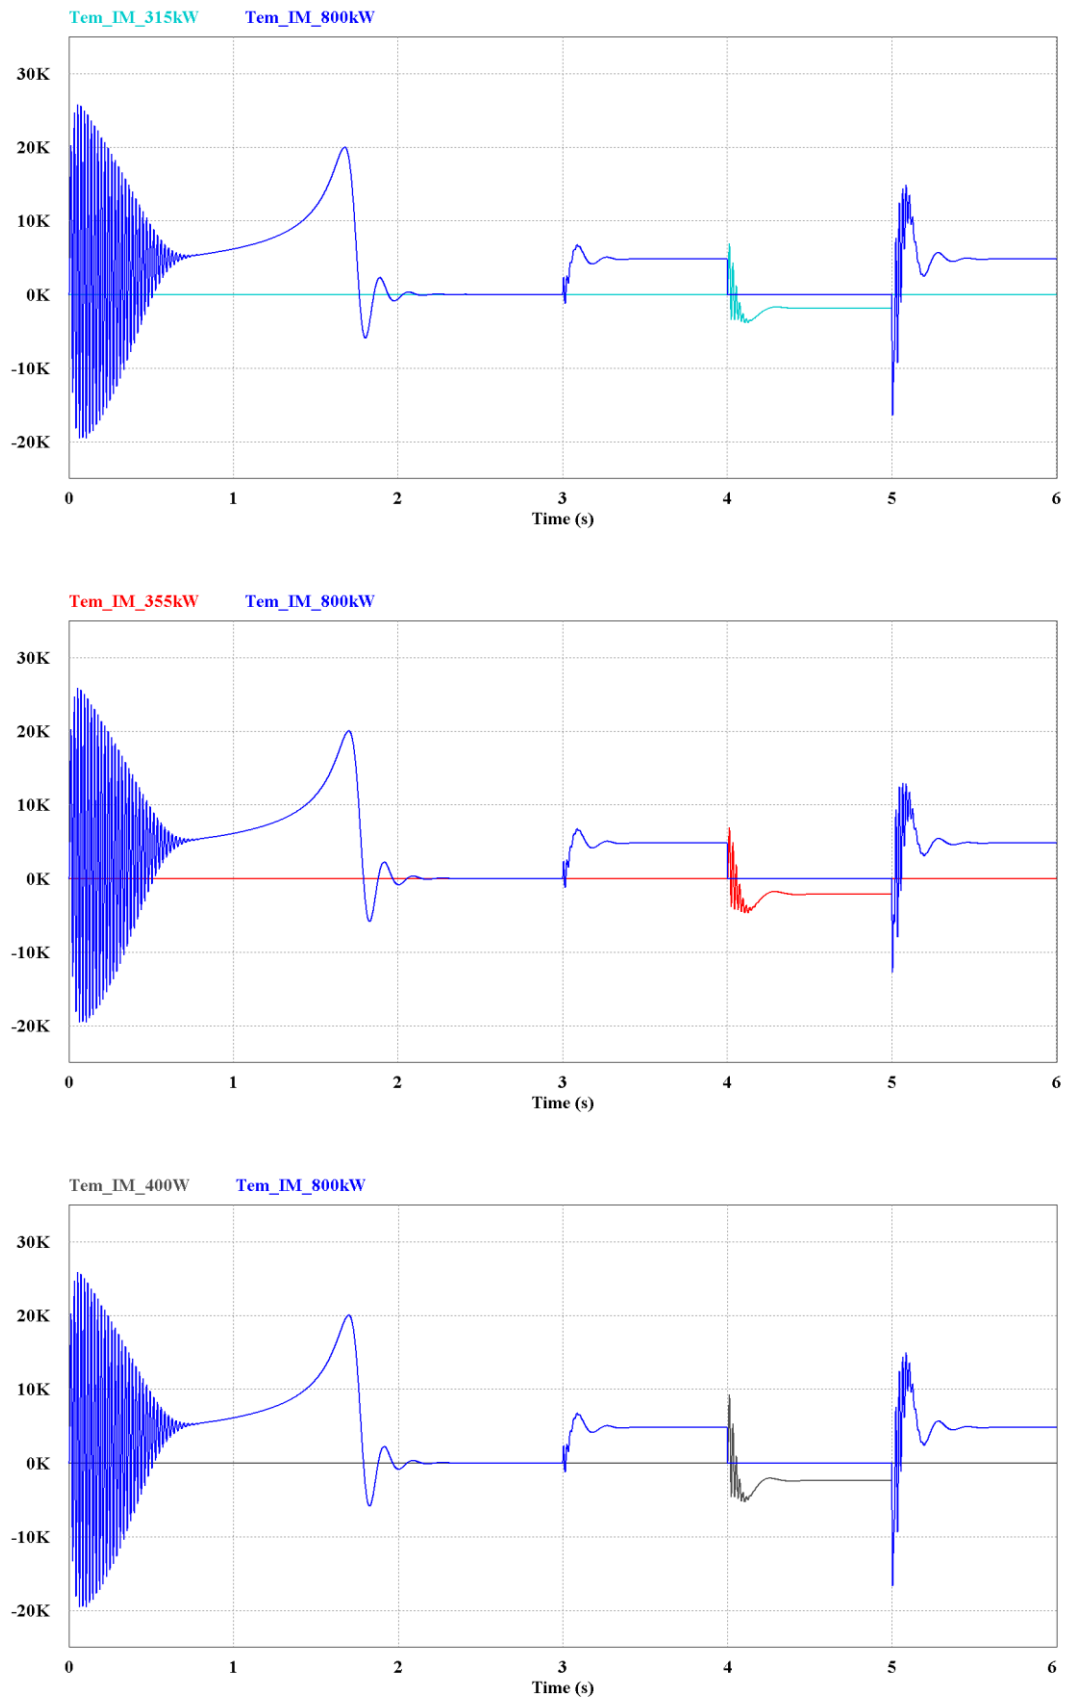 Tem_IM_315kW Tem_IM_800kW
30K
20K
10K
0K
-10K
-20K
0 1 2 3 4 5 6
Time (s)
Tem_IM_355kW Tem_IM_800kW
30K
20K
10K
0K
-10K
-20K
0 1 2 3 4 5 6
Time (s)
Tem_IM_400W Tem_IM_800kW
30K
20K
10K
0K
-10K
-20K
0 1 2 3 4 5 6
Time (s)